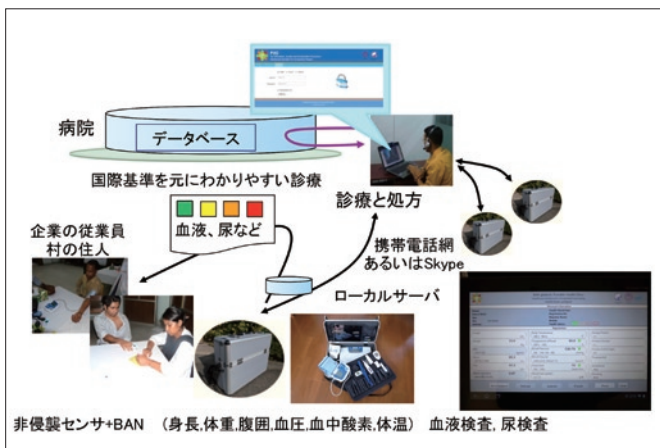 病院
データベース
国際基準を元にわかりやすい診療
診療と処方
血液、尿など
企業の従業員
村の住人
携帯電話網
あるいはSkype
ローカルサーバ
非侵襲センサ+BAN （身長,体重,腹囲,血圧,血中酸素,体温） 血液検査, 尿検査